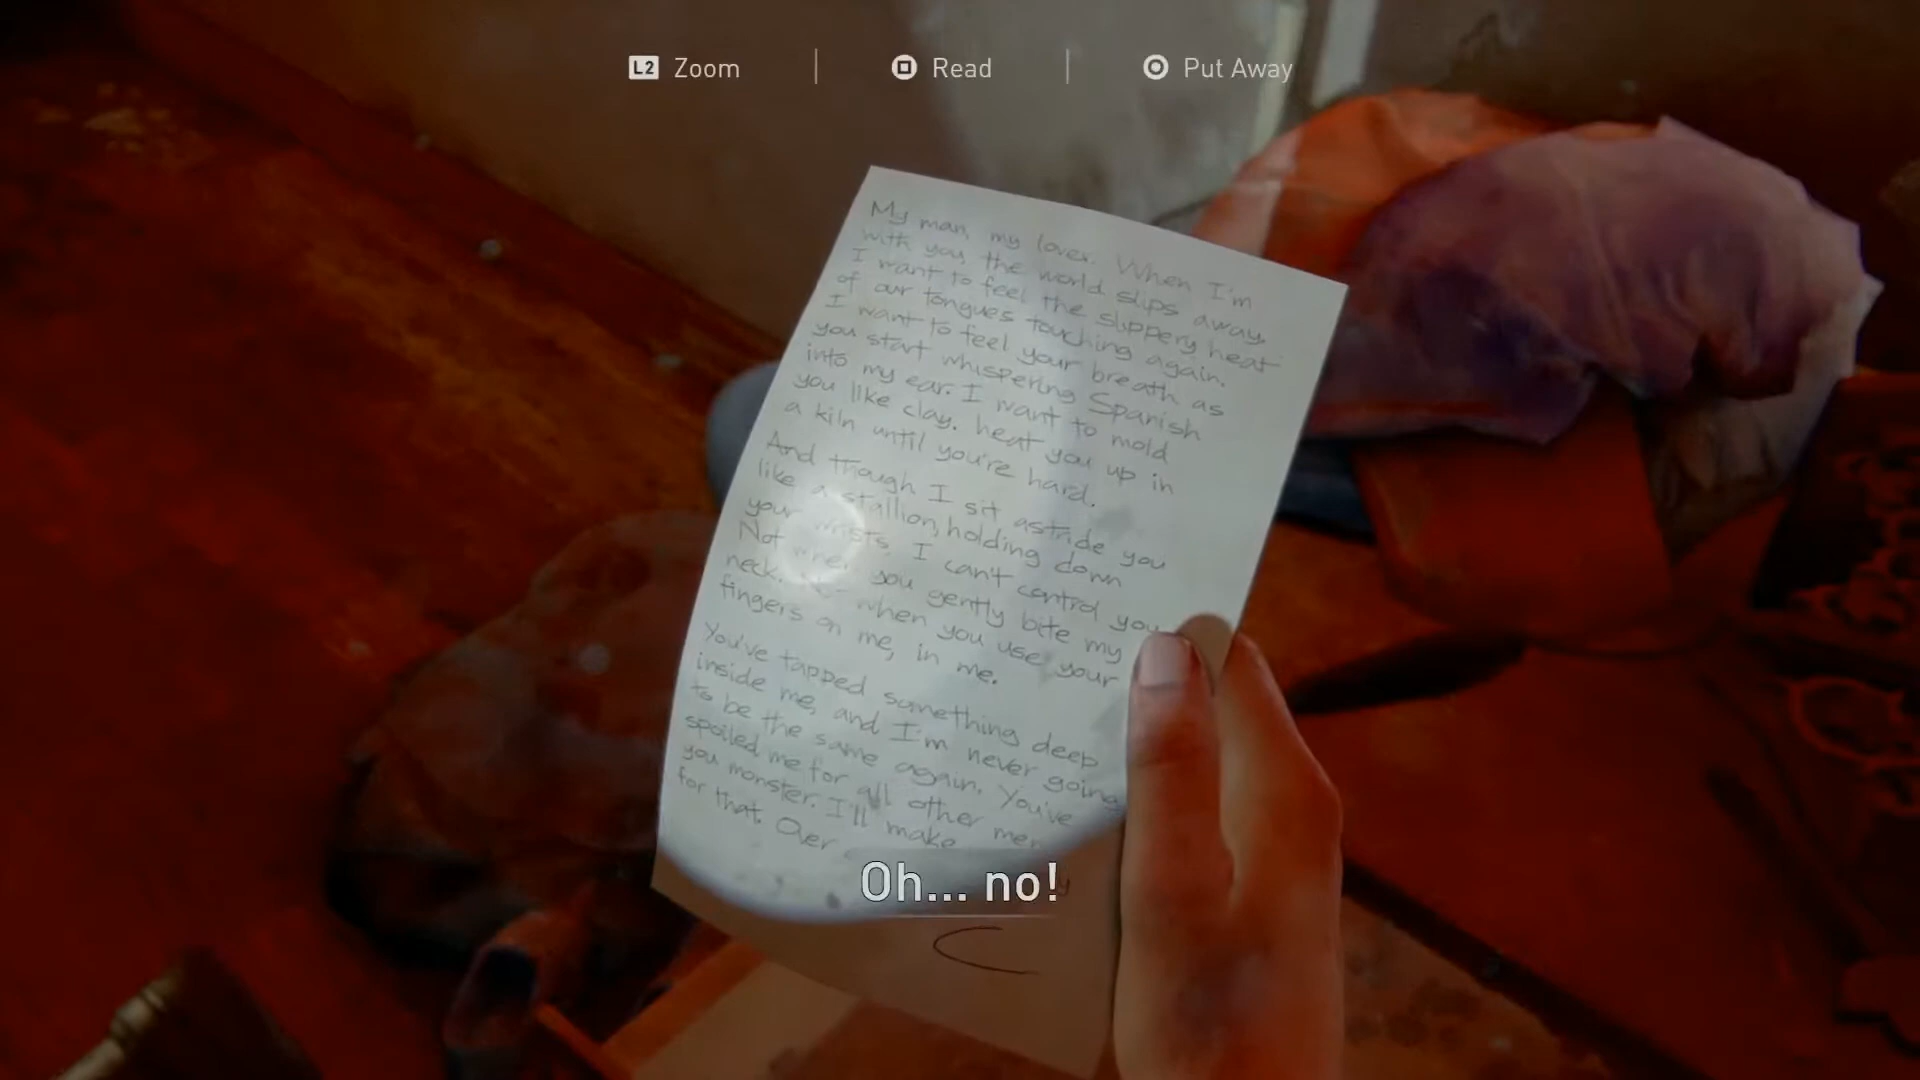 L2 Zoom
Read
Put Away
My man, my lover. When I'm
with you, the world slips away.
I want to feel the slippery heat
of our tongues touching again.
I want to feel your breath as
you start whispering Spanish
into my ear. I want to mold
you like clay. heat you up in
a kiln until you're hard.
And though I sit astride you
like a stallion, holding down
your wrists, I can't control you
Not when you gently bite my
neck. when you use your
fingers on me, in me.
You've tapped something deep
inside me, and I'm never going
to be the same again. You've
spoiled me for all other men
you monster. I'll make
for that. Over
Oh... no!